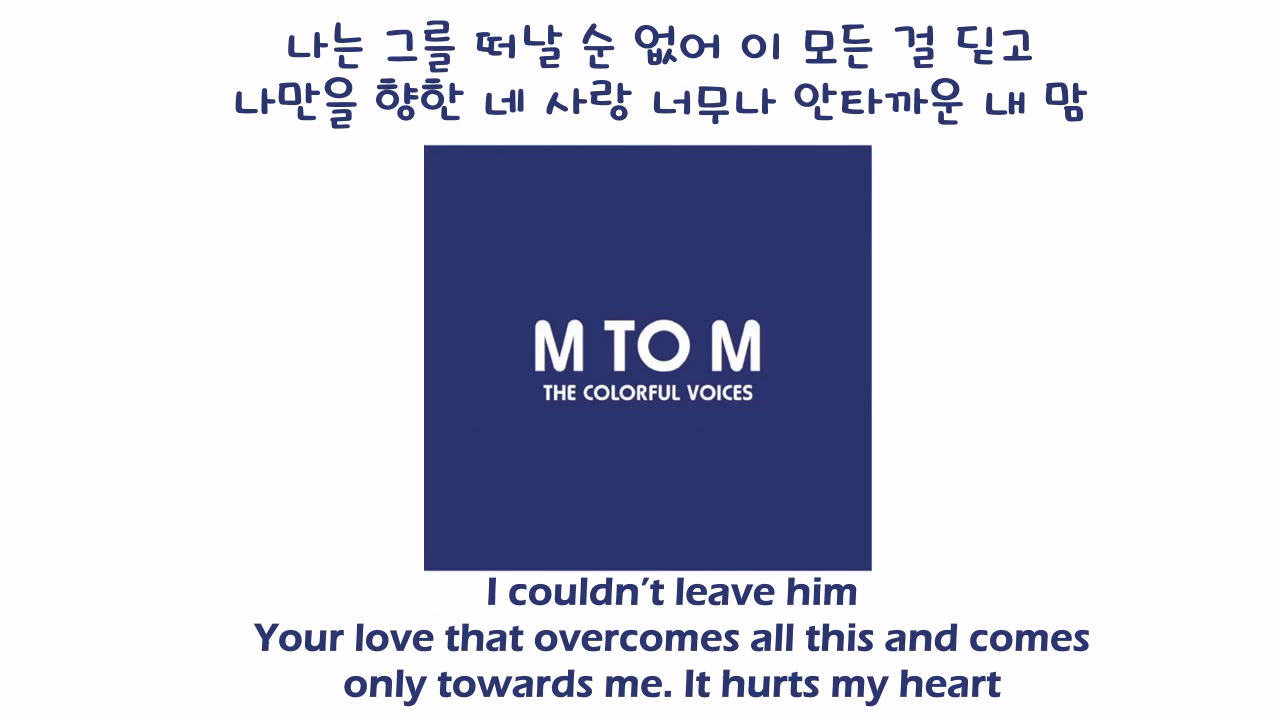 나는 그를 떠날 순 없어 이 모든 걸 딛고
나만을 향한 네 사랑 너무나 안타까운 내 맘
M TO M
THE COLORFUL VOICES
I couldn't leave him
Your love that overcomes all this and comes
only towards me. It hurts my heart